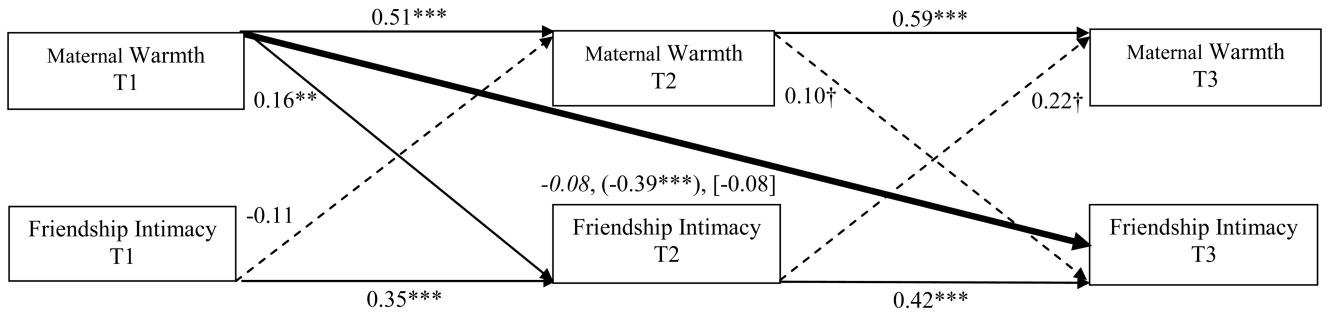 0.51***
0.59***
Maternal Warmth
T1
Maternal Warmth
T2
Maternal Warmth
T3
0.16**
0.10†
0.22†
-0.08, (-0.39***), [-0.08]
Friendship Intimacy
T1
-0.11
Friendship Intimacy
T2
Friendship Intimacy
T3
0.35***
0.42***